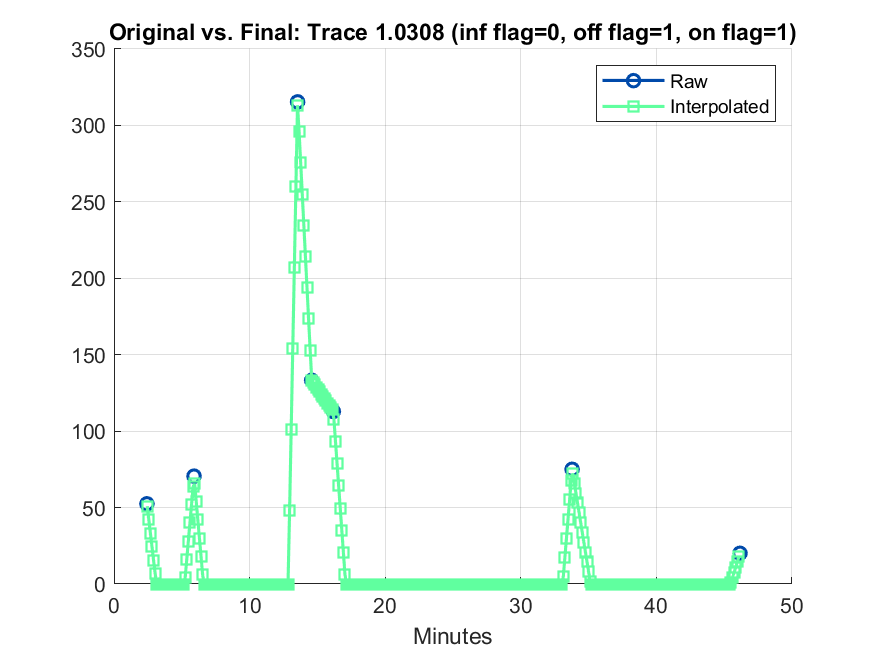 Original vs. Final: Trace 1.0308 (inf flag=0, off flag=1, on flag=1)
350
300
250
200
150
100
50
0
Raw
Interpolated
0 10 20 30 40 50
Minutes